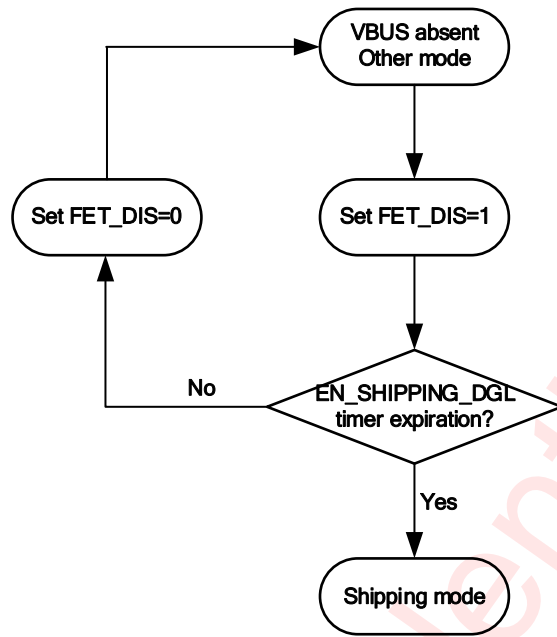 VBUS absent
Other mode
Set FET_DIS=0
Set FET_DIS=1
EN_SHIPPING_DGL
timer expiration?
No
Yes
Shipping mode